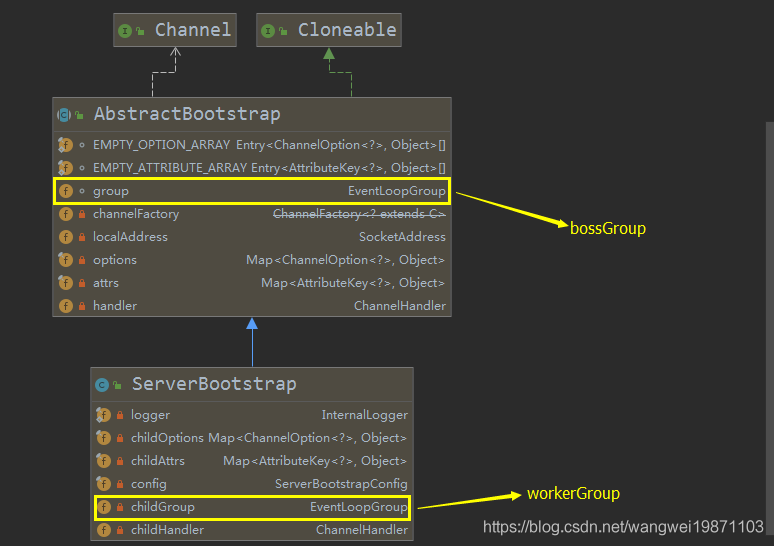 Channel
Cloneable
AbstractBootstrap
EMPTY_OPTION_ARRAY Entry<ChannelOption<?>, Object>[]
EMPTY_ATTRIBUTE_ARRAY Entry<AttributeKey<?>, Object>[]
group EventLoopGroup
bossGroup
channelFactory ChannelFactory<? extends C>
localAddress SocketAddress
options Map<ChannelOption<?>, Object>
attrs Map<AttributeKey<?>, Object>
handler ChannelHandler
ServerBootstrap
logger InternalLogger
childOptions Map<ChannelOption<?>, Object>
childAttrs Map<AttributeKey<?>, Object>
config ServerBootstrapConfig
childGroup EventLoopGroup
workerGroup
childHandler ChannelHandler
https://blog.csdn.net/wangwei19871103